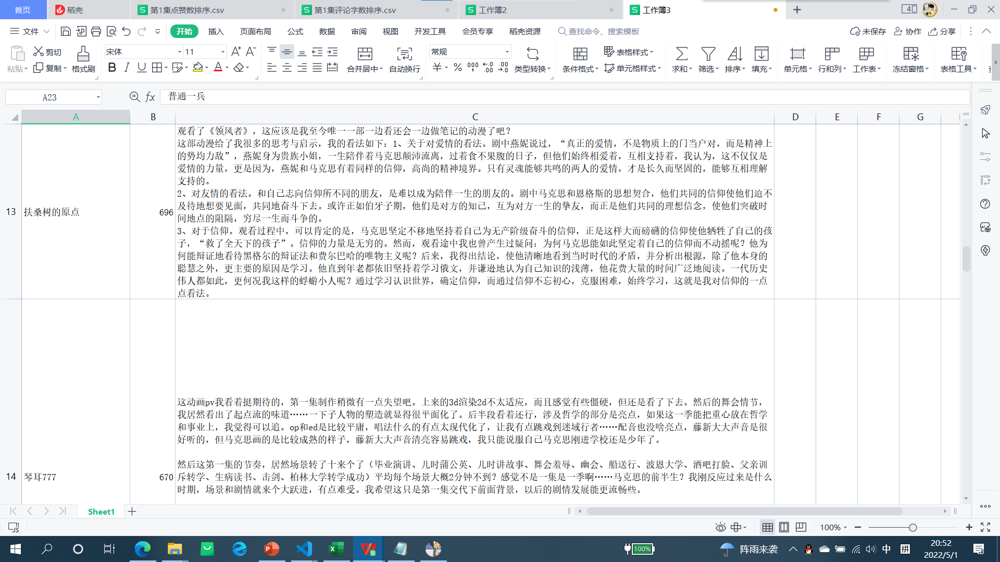 首页
稻壳
第1集点赞数排序.csv
第1集评论字数排序.csv
工作簿2
工作簿3
文件
开始
插入
页面布局
公式
数据
审阅
视图
开发工具
会员专享
稻壳资源
查找命令、搜索模板
未保存
协作
分享
粘贴
剪切
复制
格式刷
宋体
11
合并居中
自动换行
常规
类型转换
条件格式
表格样式
单元格样式
求和
筛选
排序
填充
单元格
行和列
工作表
冻结窗格
表格工具
A23
fx
普通一兵
A B C D E F G
观看了《领风者》，这应该是我至今唯一一部一边看还会一边做笔记的动漫了吧？
这部动漫给了我很多的思考与启示，我的看法如下：1、关于对爱情的看法。剧中燕妮说过，“真正的爱情，不是物质上的门当户对，而是精神上
的势均力敌”，燕妮身为贵族小姐，一生陪伴着马克思颠沛流离，过着食不果腹的日子，但他们始终相爱着，互相支持着，我认为，这不仅仅是
爱情的力量，更是因为，燕妮和马克思有着同样的信仰，高尚的精神境界。只有灵魂能够共鸣的两人的爱情，才是长久而坚固的，能够互相理解
支持的。
2、对友情的看法。和自己志向信仰所不同的朋友，是难以成为陪伴一生的朋友的。剧中马克思和恩格斯的思想契合，他们共同的信仰使他们迫不
及待地想要见面，共同地奋斗下去。或许正如伯牙子期，他们是对方的知己，互为对方一生的挚友，而正是他们共同的理想信念，使他们突破时
间地点的阻隔，穷尽一生而斗争的。
3、对于信仰。观看过程中，可以肯定的是，马克思坚定不移地坚持着自己为无产阶级奋斗的信仰，正是这样大而磅礴的信仰使他牺牲了自己的孩
子，“救了全天下的孩子”。信仰的力量是无穷的。然而，观看途中我也曾产生过疑问：为何马克思能如此坚定着自己的信仰而不动摇呢？他为
何能辩证地看待黑格尔的辩证法和费尔巴哈的唯物主义呢？后来，我得出结论，使他清晰地看到当时时代的矛盾，并分析出根源，除了他本身的
聪慧之外，更主要的原因是学习。他直到年老都依旧坚持着学习俄文，并谦逊地认为自己知识的浅薄，他花费大量的时间广泛地阅读。一代历史
伟人都如此，更何况我这样的蜉蝣小人呢？通过学习认识世界，确定信仰，而通过信仰不忘初心，克服困难，始终学习，这就是我对信仰的一点
点看法。
13 扶桑树的原点 696
这动画pv我看着挺期待的，第一集制作稍微有一点失望吧。上来的3d渲染2d不太适应，而且感觉有些僵硬，但还是看了下去。然后的舞会情节，
我居然看出了起点流的味道……一下子人物的塑造就显得很平面化了。后半段看着还行，涉及哲学的部分是亮点，如果这一季能把重心放在哲学
和事业上，我觉得可以追。op和ed是比较平庸，唱法什么的有点太现代化了，让我有点跳戏到迷域行者……配音也没啥亮点，藤新大大声音是很
好听的，但马克思画的是比较成熟的样子，藤新大大声音清亮容易跳戏，我只能说服自己马克思刚进学校还是少年了。
然后这第一集的节奏，居然场景转了十来个了（毕业演讲、儿时蒲公英、儿时讲故事、舞会羞辱、幽会、船送行、波恩大学、酒吧打脸、父亲训
斥转学、生病读书、击剑、柏林大学转学成功）平均每个场景大概2分钟不到？感觉不是一集是一季啊……马克思的前半生？我刚反应过来是什么
时期，场景和剧情就来个大跃进，有点难受。我希望这只是第一集交代下前面背景，以后的剧情发展能更流畅些。
14 琴耳777 670
Sheet1
100%
100%
阵雨来袭
中
拼
20:52
2022/5/1